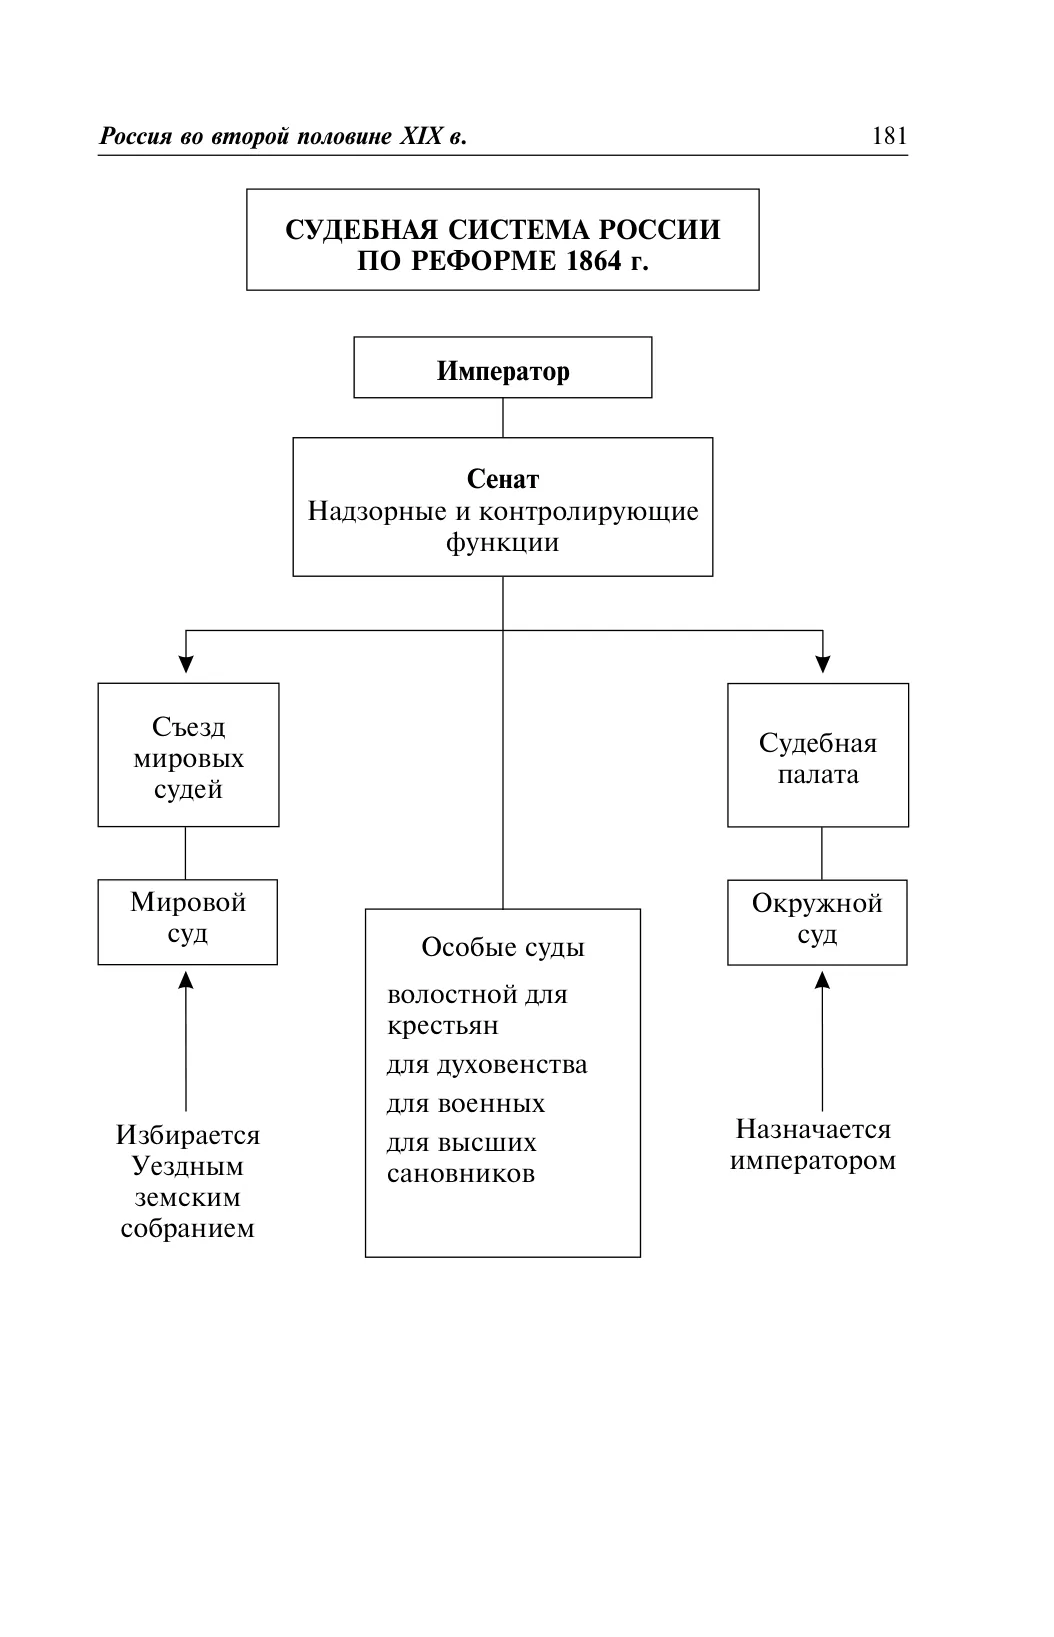 Россия во второй половине XIX в. 181
СУДЕБНАЯ СИСТЕМА РОССИИ
ПО РЕФОРМЕ 1864 г.
Император
Сенат
Надзорные и контролирующие
функции
Съезд
мировых
судей
Судебная
палата
Мировой
суд
Окружной
суд
Особые суды
волостной для
крестьян
для духовенства
для военных
для высших
сановников
Избирается
Уездным
земским
собранием
Назначается
императором